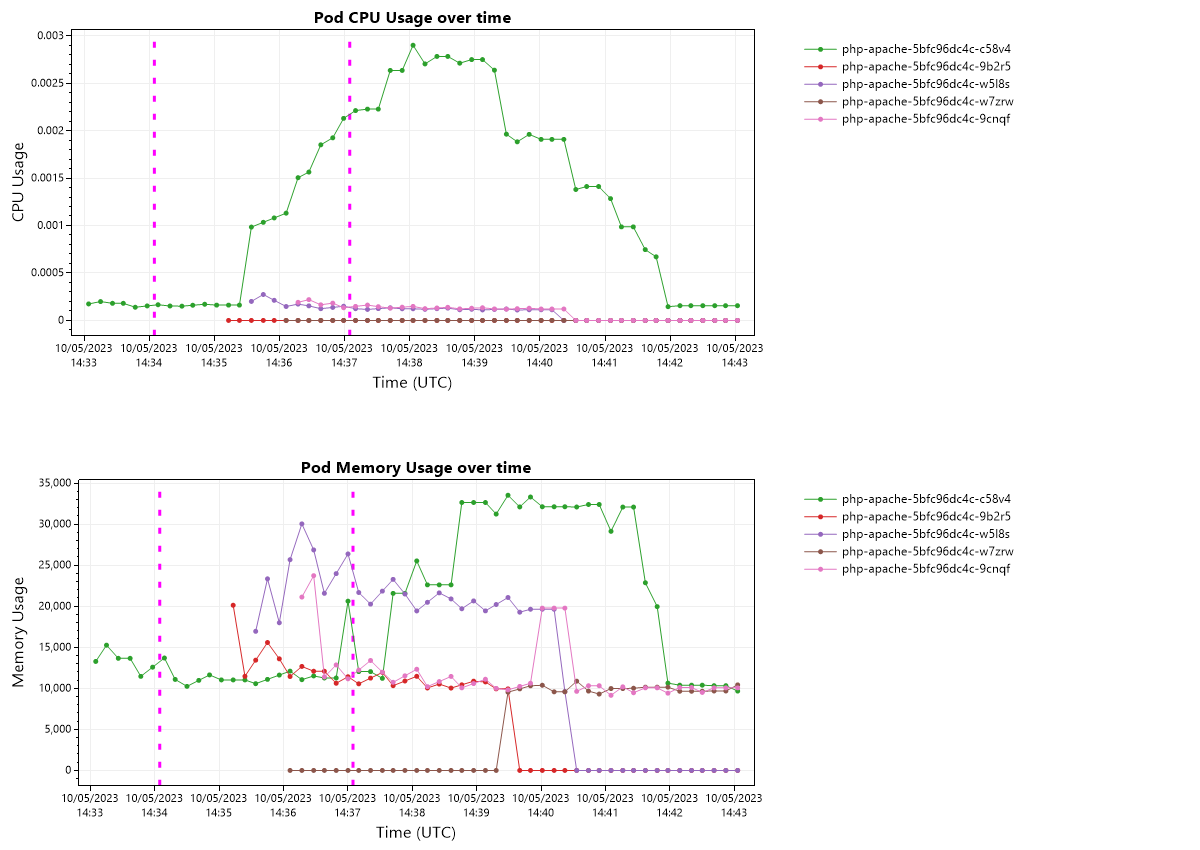 Pod CPU Usage over time
0.003
0.0025
0.002
0.0015
0.001
0.0005
0
CPU Usage
10/05/2023 10/05/2023 10/05/2023 10/05/2023 10/05/2023 10/05/2023 10/05/2023 10/05/2023 10/05/2023 10/05/2023 10/05/2023
14:33 14:34 14:35 14:36 14:37 14:38 14:39 14:40 14:41 14:42 14:43
Time (UTC)
php-apache-5bfc96dc4c-c58v4
php-apache-5bfc96dc4c-9b2r5
php-apache-5bfc96dc4c-w5l8s
php-apache-5bfc96dc4c-w7zrw
php-apache-5bfc96dc4c-9cnqf
Pod Memory Usage over time
35,000
30,000
25,000
20,000
15,000
10,000
5,000
0
Memory Usage
10/05/2023 10/05/2023 10/05/2023 10/05/2023 10/05/2023 10/05/2023 10/05/2023 10/05/2023 10/05/2023 10/05/2023 10/05/2023
14:33 14:34 14:35 14:36 14:37 14:38 14:39 14:40 14:41 14:42 14:43
Time (UTC)
php-apache-5bfc96dc4c-c58v4
php-apache-5bfc96dc4c-9b2r5
php-apache-5bfc96dc4c-w5l8s
php-apache-5bfc96dc4c-w7zrw
php-apache-5bfc96dc4c-9cnqf